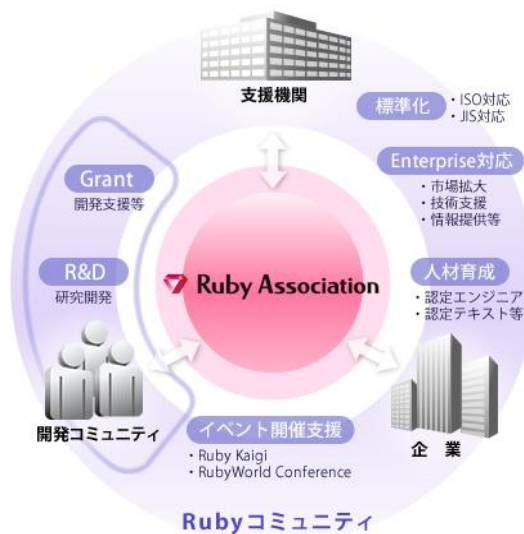 支援機関
標準化
・ISO対応
・JIS対応
Enterprise対応
・市場拡大
・技術支援
・情報提供等
Grant
開発支援等
R&D
研究開発
Ruby Association
人材育成
・認定エンジニア
・認定テキスト等
開発コミュニティ
企業
イベント開催支援
・Ruby Kaigi
・RubyWorld Conference
Rubyコミュニティ